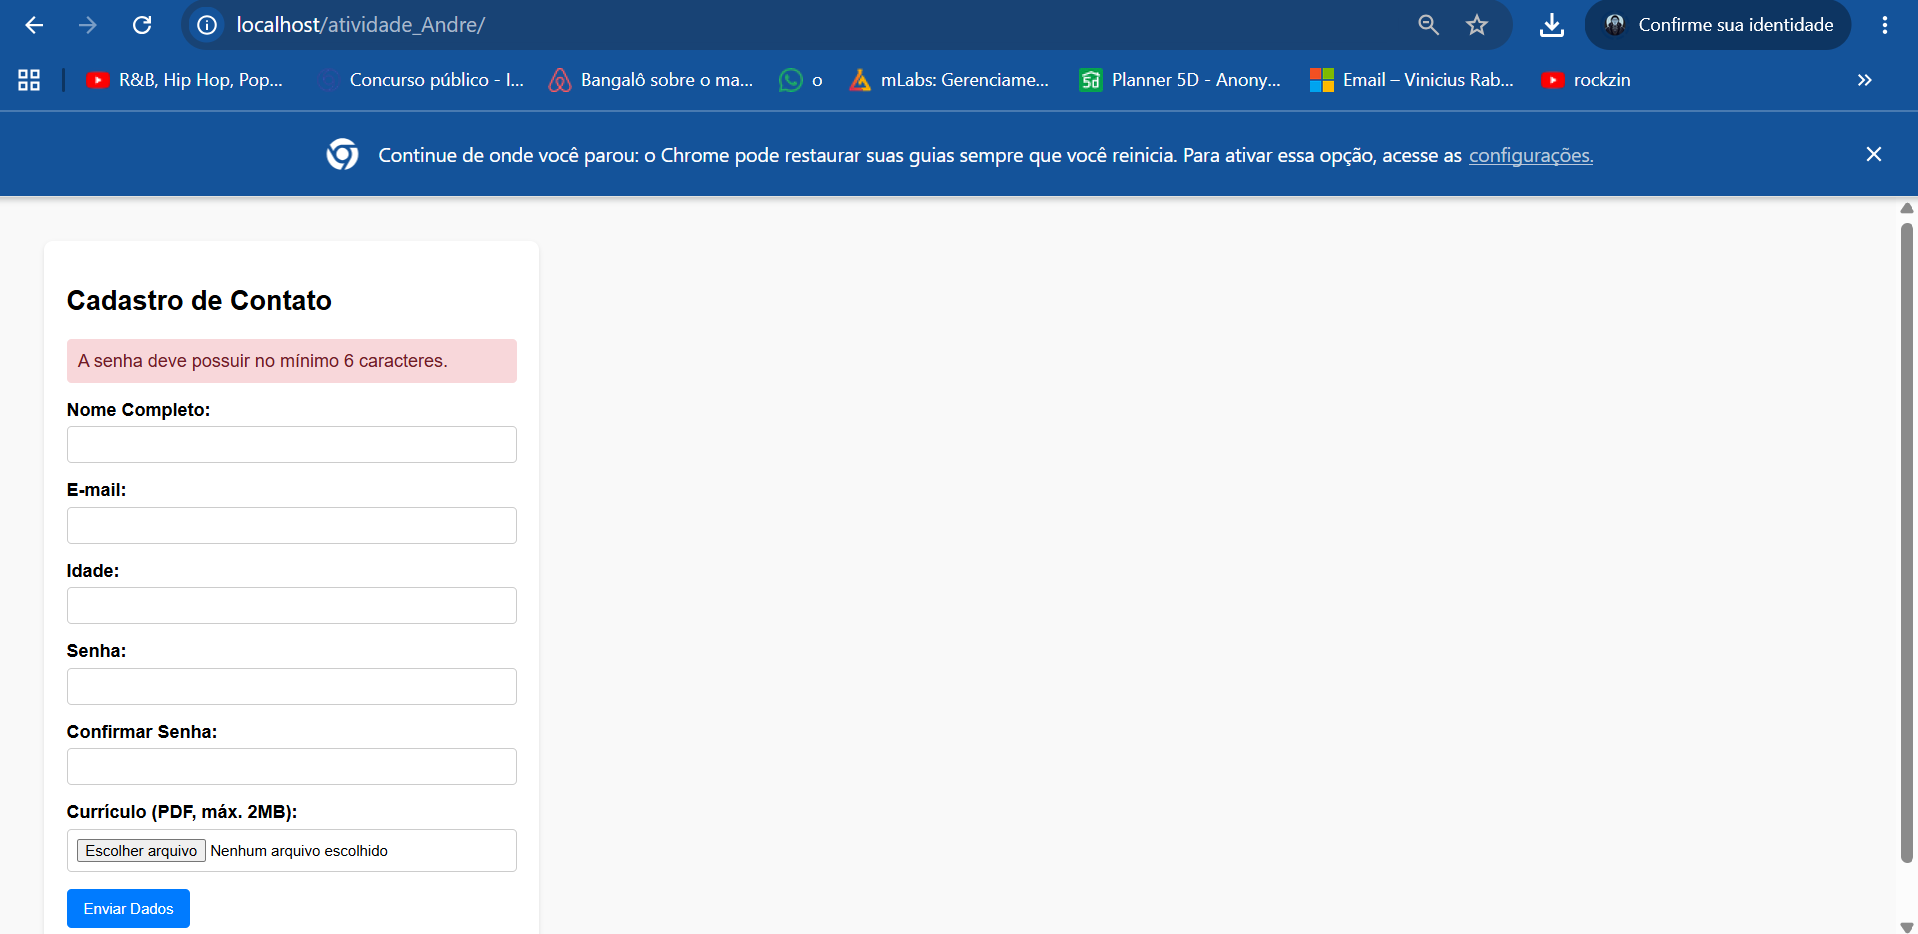 localhost/atividade_Andre/
Confirme sua identidade
R&B, Hip Hop, Pop...
Concurso público - I...
Bangalô sobre o ma...
o
mLabs: Gerenciame...
5d
Planner 5D - Anony...
Email – Vinicius Rab...
rockzin
Continue de onde você parou: o Chrome pode restaurar suas guias sempre que você reinicia. Para ativar essa opção, acesse as configurações.
Cadastro de Contato
A senha deve possuir no mínimo 6 caracteres.
Nome Completo:
E-mail:
Idade:
Senha:
Confirmar Senha:
Currículo (PDF, máx. 2MB):
Escolher arquivo Nenhum arquivo escolhido
Enviar Dados